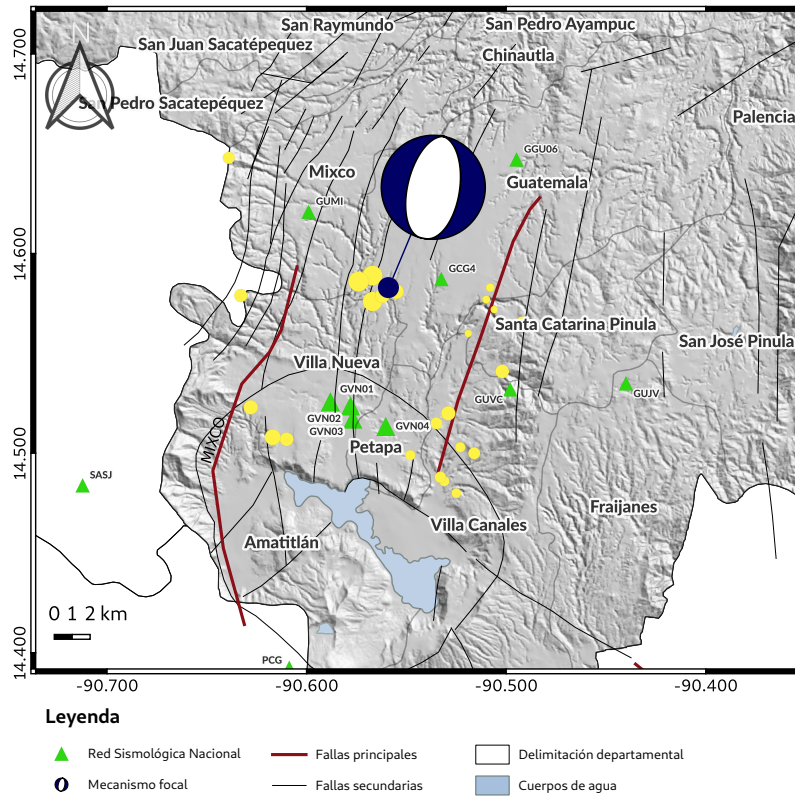 San Raymundo
San Pedro Ayampuc
San Juan Sacatépequez
Chinautla
N
San Pedro Sacatepéquez
Palencia
Mixco
GGU06
Guatemala
GUMI
GCG4
Santa Catarina Pinula
San José Pinula
Villa Nueva
GVN01
GUVC
GUJV
GVN02
GVN03
GVN04
MIXCO
Petapa
SASJ
Fraijanes
Villa Canales
Amatitlán
0 1 2 km
PCG
14.700
14.600
14.500
14.400
-90.700
-90.600
-90.500
-90.400
Leyenda
Red Sismológica Nacional
Fallas principales
Delimitación departamental
Mecanismo focal
Fallas secundarias
Cuerpos de agua